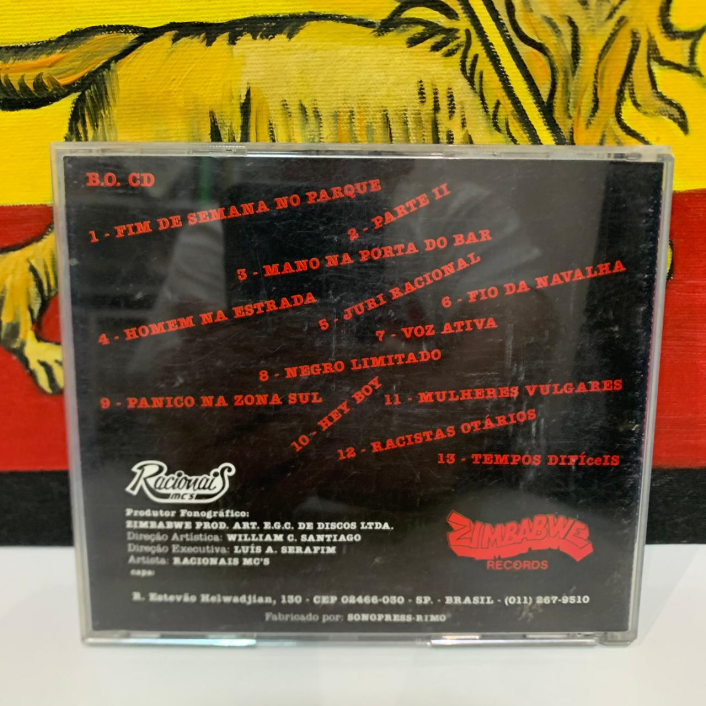 B.O. CD
1 - FIM DE SEMANA NO PARQUE
2 - PARTE II
3 - MANO NA PORTA DO BAR
4 - HOMEM NA ESTRADA
5 - JURI RACIONAL
6 - FIO DA NAVALHA
7 - VOZ ATIVA
8 - NEGRO LIMITADO
9 - PANICO NA ZONA SUL
10 - HEY BOY
11 - MULHERES VULGARES
12 - RACISTAS OTÁRIOS
13 - TEMPOS DIFíceIS
Racionais
MC'S
Produtor Fonográfico:
ZIMBABWE PROD. ART. E.G.C. DE DISCOS LTDA.
Direção Artística: WILLIAM C. SANTIAGO
Direção Executiva: LUÍS A. SERAFIM
Artista: RACIONAIS MC'S
capa:
ZIMBABWE
RECORDS
R. Estevão Helwadjian, 130 - CEP 02466-030 - SP. - BRASIL - (011) 267-9510
Fabricado por: SONOPRESS-RIMO